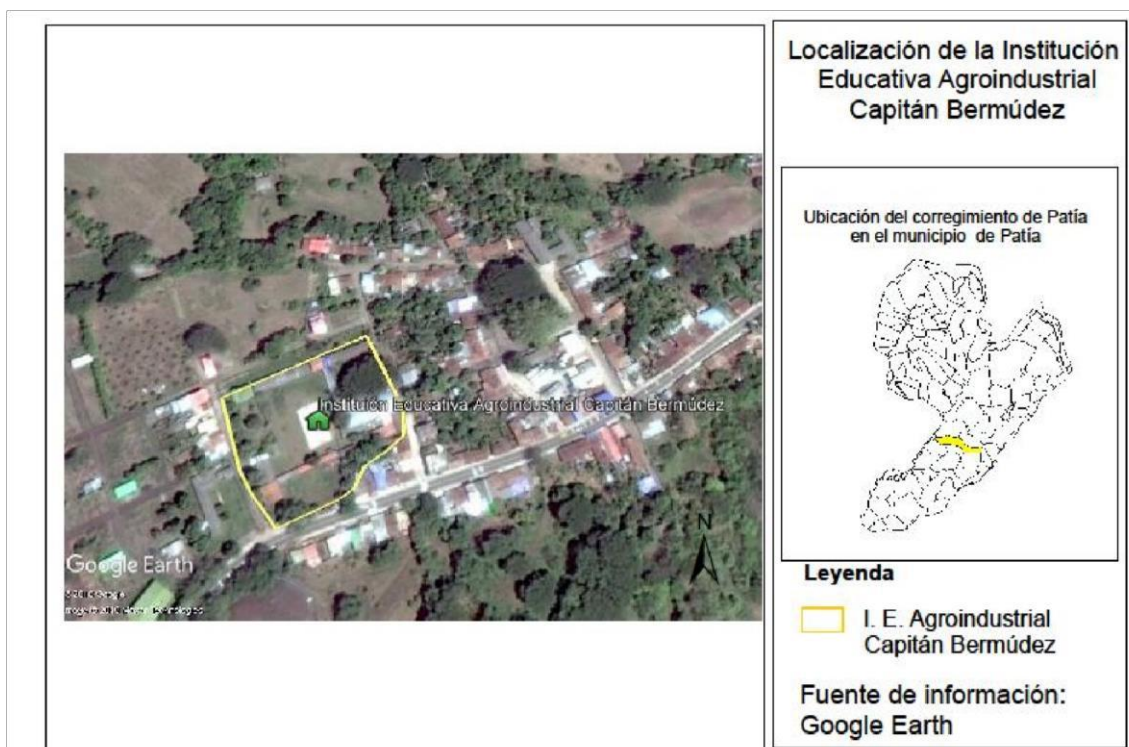 Localización de la Institución
Educativa Agroindustrial
Capitán Bermúdez
Ubicación del corregimiento de Patía
en el municipio de Patía
Instituión Educativa Agroindustrial Capitán Bermúdez
N
Google Earth
Leyenda
I. E. Agroindustrial
Capitán Bermúdez
Fuente de información:
Google Earth